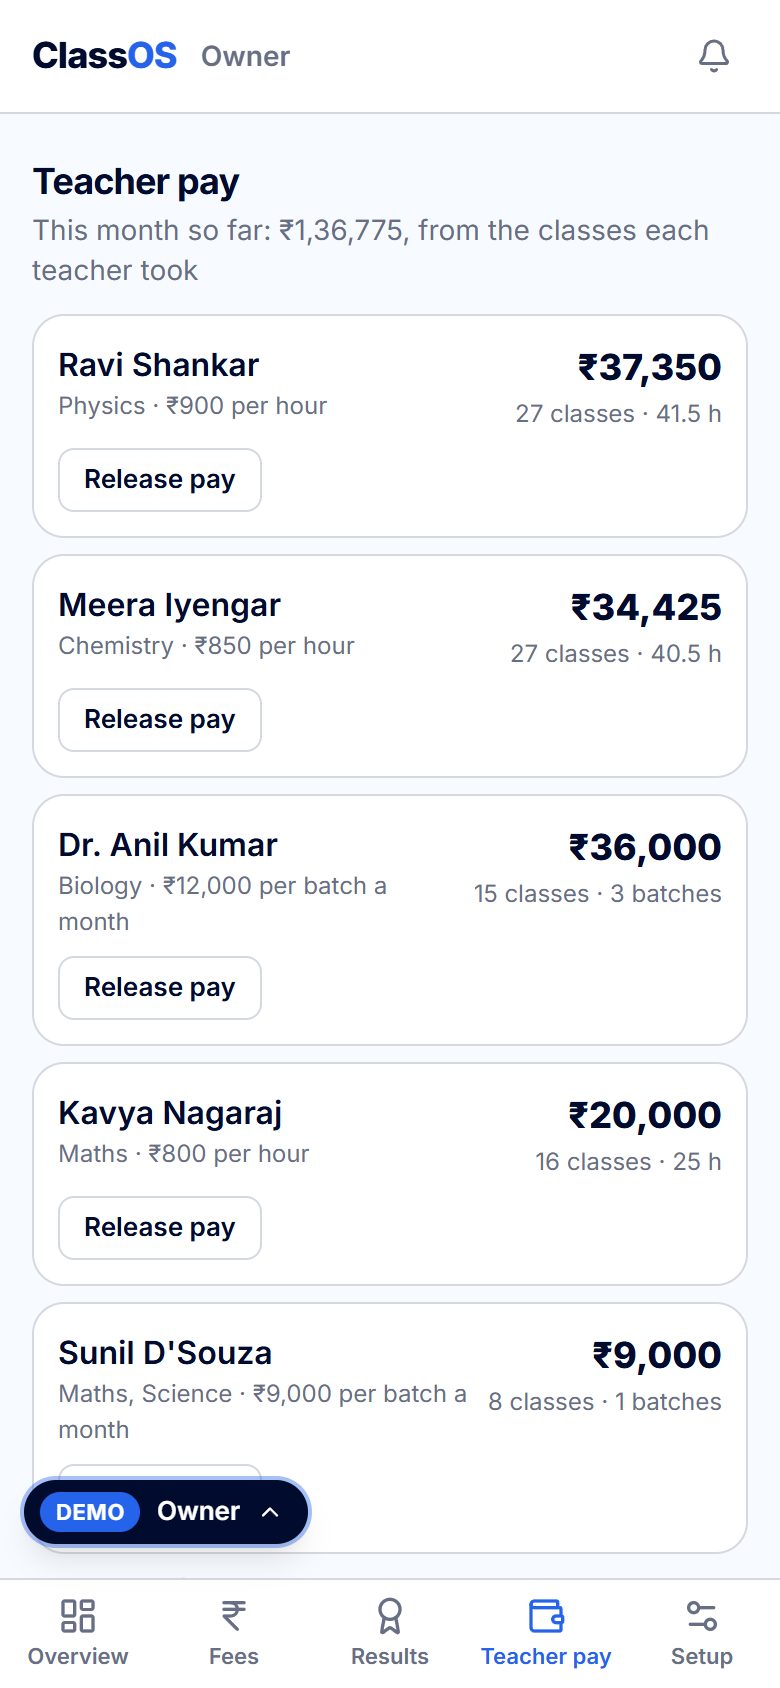 ClassOS Owner
Teacher pay
This month so far: ₹1,36,775, from the classes each
teacher took
Ravi Shankar
₹37,350
Physics · ₹900 per hour
27 classes · 41.5 h
Release pay
Meera Iyengar
₹34,425
Chemistry · ₹850 per hour
27 classes · 40.5 h
Release pay
Dr. Anil Kumar
₹36,000
Biology · ₹12,000 per batch a
month
15 classes · 3 batches
Release pay
Kavya Nagaraj
₹20,000
Maths · ₹800 per hour
16 classes · 25 h
Release pay
Sunil D'Souza
₹9,000
Maths, Science · ₹9,000 per batch a
month
8 classes · 1 batches
DEMO Owner
Overview
Fees
Results
Teacher pay
Setup